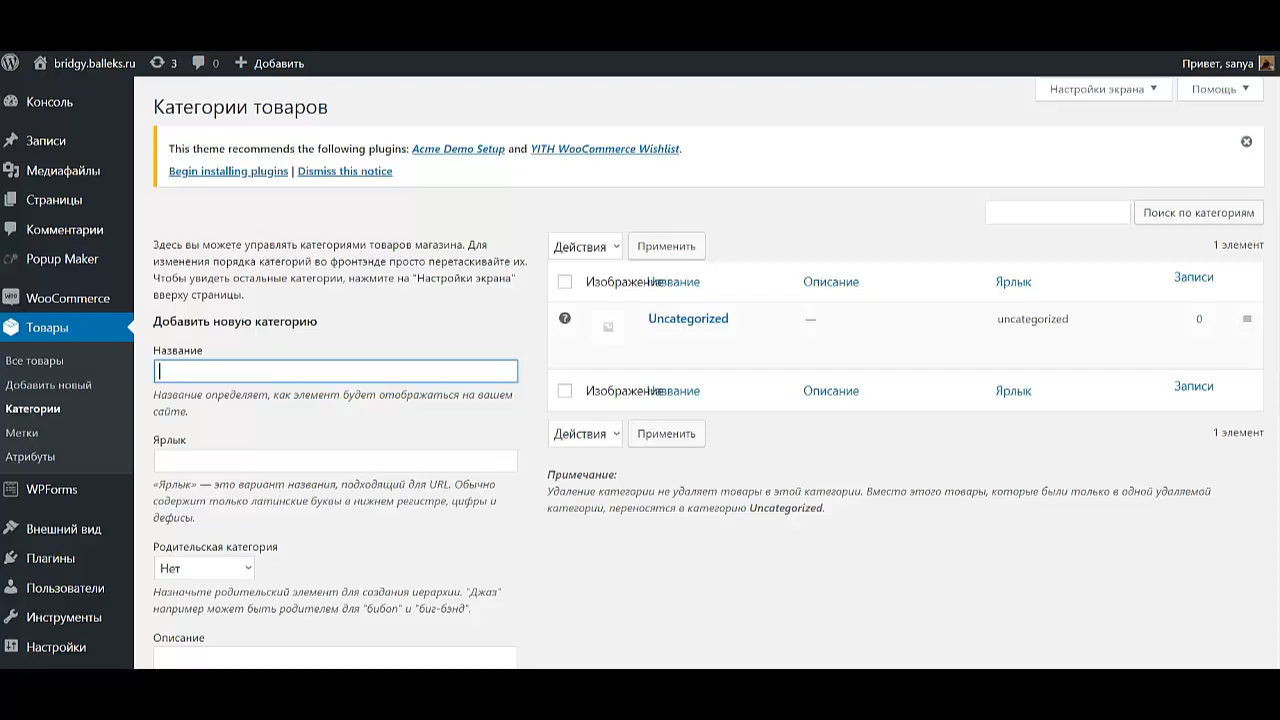 bridgy.balleks.ru 3 0 Добавить Привет, sanya
Консоль
Записи
Медиафайлы
Страницы
Комментарии
Popup Maker
WooCommerce
Товары
Все товары
Добавить новый
Категории
Метки
Атрибуты
WPForms
Внешний вид
Плагины
Пользователи
Инструменты
Настройки
Настройки экрана Помощь
Категории товаров
This theme recommends the following plugins: Acme Demo Setup and YITH WooCommerce Wishlist.
Begin installing plugins | Dismiss this notice
Поиск по категориям
Здесь вы можете управлять категориями товаров магазина. Для
изменения порядка категорий во фронтэнде просто перетаскивайте их.
Чтобы увидеть остальные категории, нажмите на "Настройки экрана"
вверху страницы.
Добавить новую категорию
Название
Название определяет, как элемент будет отображаться на вашем
сайте.
Ярлык
«Ярлык» — это вариант названия, подходящий для URL. Обычно
содержит только латинские буквы в нижнем регистре, цифры и
дефисы.
Родительская категория
Нет
Назначьте родительский элемент для создания иерархии. "Джаз"
например может быть родителем для "бибоп" и "биг-бэнд".
Описание
Действия Применить 1 элемент
Изображение Название Описание Ярлык Записи
Uncategorized — uncategorized 0
Изображение Название Описание Ярлык Записи
Действия Применить 1 элемент
Примечание:
Удаление категории не удаляет товары в этой категории. Вместо этого товары, которые были только в одной удаляемой
категории, переносятся в категорию Uncategorized.